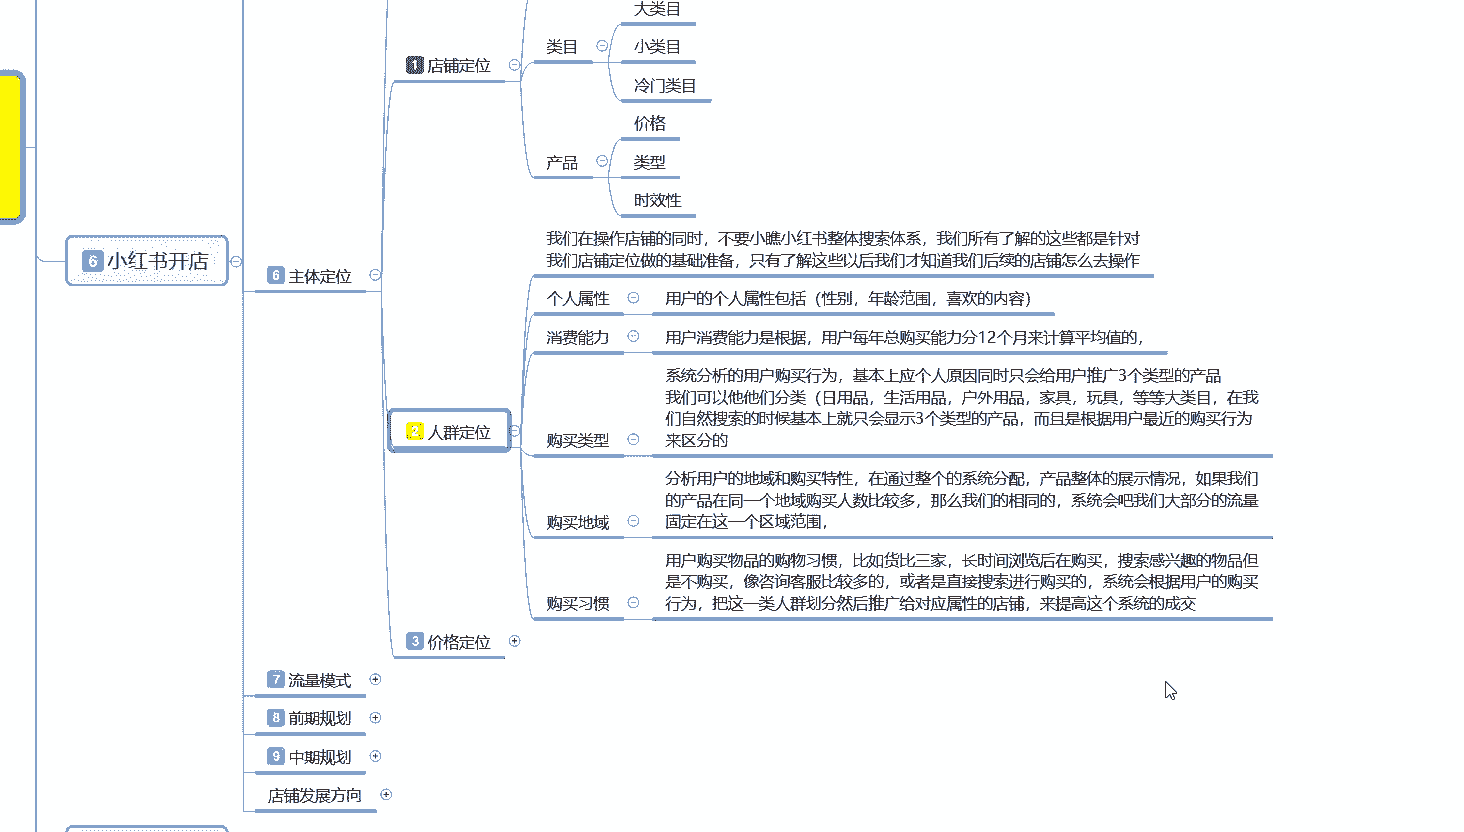 大类目
类目
小类目
1 店铺定位
冷门类目
价格
产品
类型
时效性
我们在操作店铺的同时，不要小瞧小红书整体搜索体系，我们所有了解的这些都是针对
我们店铺定位做的基础准备，只有了解这些以后我们才知道我们后续的店铺怎么去操作
6 小红书开店
6 主体定位
个人属性
用户的个人属性包括（性别，年龄范围，喜欢的内容）
消费能力
用户消费能力是根据，用户每年总购买能力分12个月来计算平均值的，
系统分析的用户购买行为，基本上应个人原因同时只会给用户推广3个类型的产品
我们可以他他们分类（日用品，生活用品，户外用品，家具，玩具，等等大类目，在我
们自然搜索的时候基本上就只会显示3个类型的产品，而且是根据用户最近的购买行为
来区分的
2 人群定位
购买类型
分析用户的地域和购买特性，在通过整个的系统分配，产品整体的展示情况，如果我们
的产品在同一个地域购买人数比较多，那么我们的相同的，系统会吧我们大部分的流量
固定在这一个区域范围，
购买地域
用户购买物品的购物习惯，比如货比三家，长时间浏览后在购买，搜索感兴趣的物品但
是不购买，像咨询客服比较多的，或者是直接搜索进行购买的，系统会根据用户的购买
行为，把这一类人群划分然后推广给对应属性的店铺，来提高这个系统的成交
购买习惯
3 价格定位
7 流量模式
8 前期规划
9 中期规划
店铺发展方向